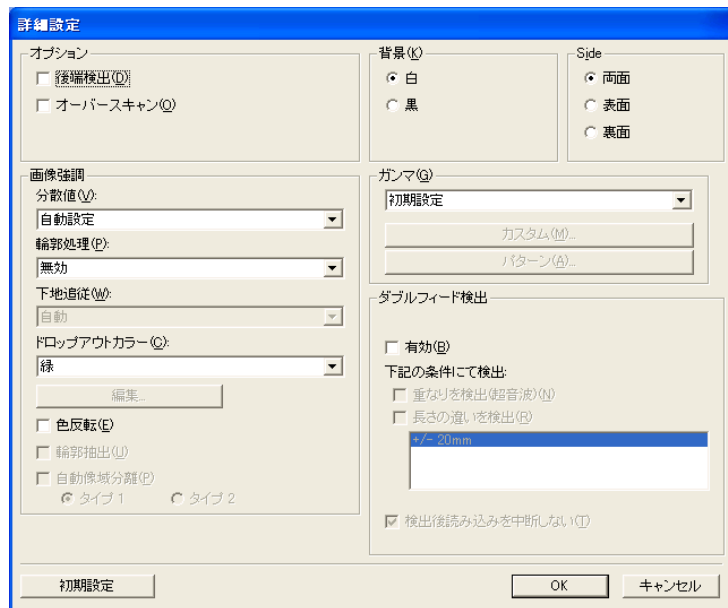 詳細設定
オプション
後端検出(D)
オーバースキャン(O)
背景(K)
白
黒
Side
両面
表面
裏面
画像強調
分散値(V):
自動設定
輪郭処理(P):
無効
下地追従(W):
自動
ドロップアウトカラー(C):
緑
編集...
色反転(E)
輪郭抽出(U)
自動像域分離(P)
タイプ 1 タイプ 2
ガンマ(G)
初期設定
カスタム(M)...
パターン(A)...
ダブルフィード検出
有効(B)
下記の条件にて検出:
重なりを検出(超音波)(N)
長さの違いを検出(R)
+/- 20mm
検出後読み込みを中断しない(T)
初期設定 OK キャンセル